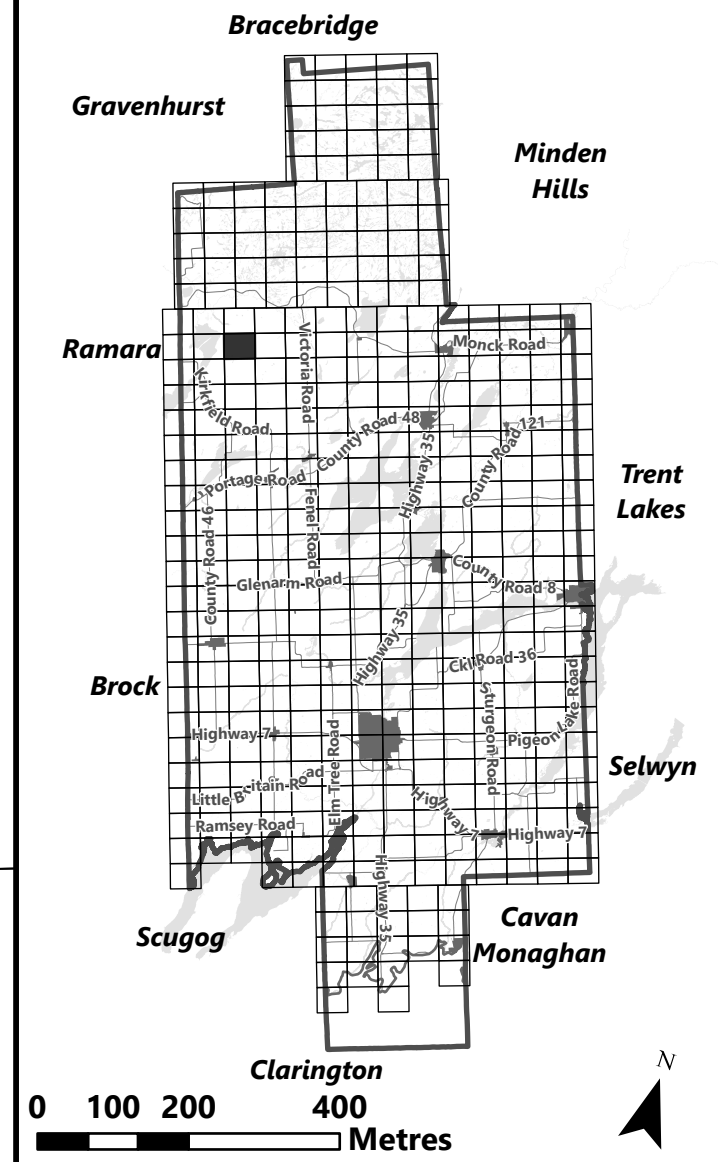 Bracebridge
Gravenhurst
Minden
Hills
Ramara
Victoria Road
Monck Road
Kirkfield Road
County Road 48
Highway 35
County Road 121
Portage Road
Trent
Lakes
Fenel Road
County Road 46
Glenarm Road
County Road 8
Highway 35
Ckl Road 36
Brock
Sturgeon Road
Pigeon Lake Road
Highway 7
Elm Tree Road
Selwyn
Little Britain Road
Highway 7
Ramsey Road
Highway 7
Highway 35
Scugog
Cavan
Monaghan
Clarington
N
0 100 200 400
Metres